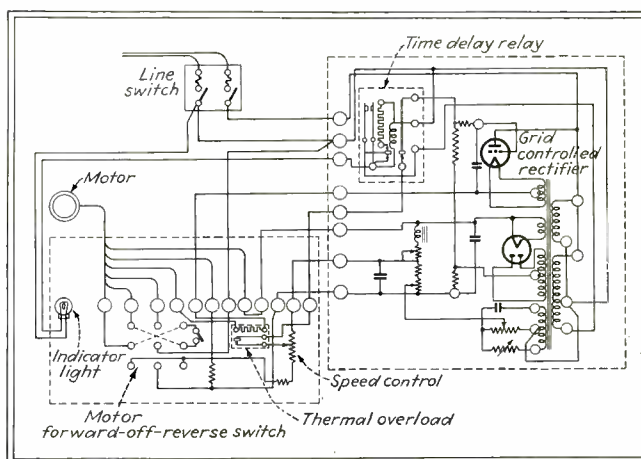 Time delay relay
Line
switch
Grid
controlled
rectifier
Motor
Indicator
light
Speed control
Motor
forward-off-reverse switch
Thermal overload